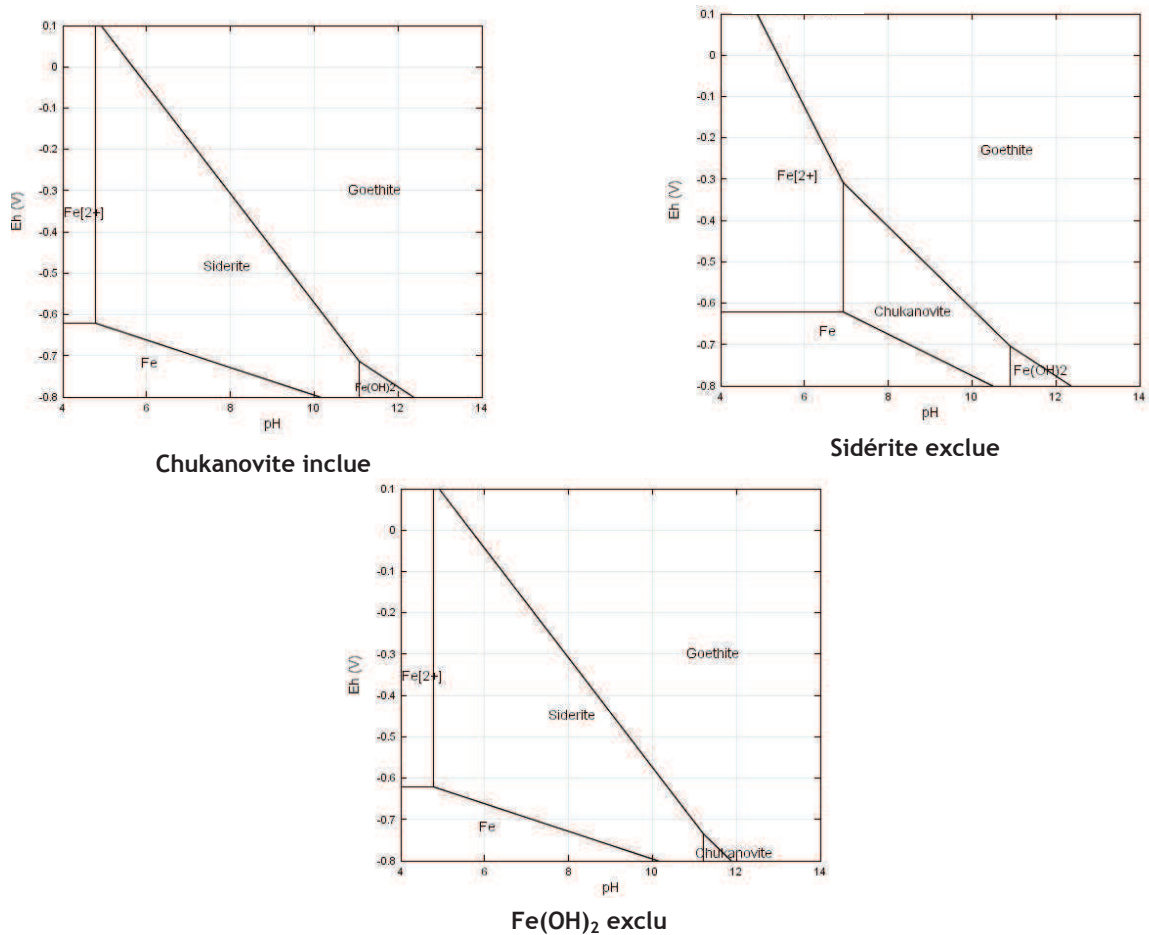 0.1
0
-0.1
-0.2
-0.3
-0.4
-0.5
-0.6
-0.7
-0.8
Eh (V)
Fe[2+]
Goethite
Siderite
Fe
Fe(OH)2
4
6
8
10
12
14
pH
Chukanovite inclue
0.1
0
-0.1
-0.2
-0.3
-0.4
-0.5
-0.6
-0.7
-0.8
Eh (V)
Goethite
Fe[2+]
Chukanovite
Fe
Fe(OH)2
4
6
8
10
12
14
pH
Sidérite exclue
0.1
0
-0.1
-0.2
-0.3
-0.4
-0.5
-0.6
-0.7
-0.8
Eh (V)
Goethite
Fe[2+]
Siderite
Fe
Chukanovite
4
6
8
10
12
14
pH
Fe(OH)₂ exclu